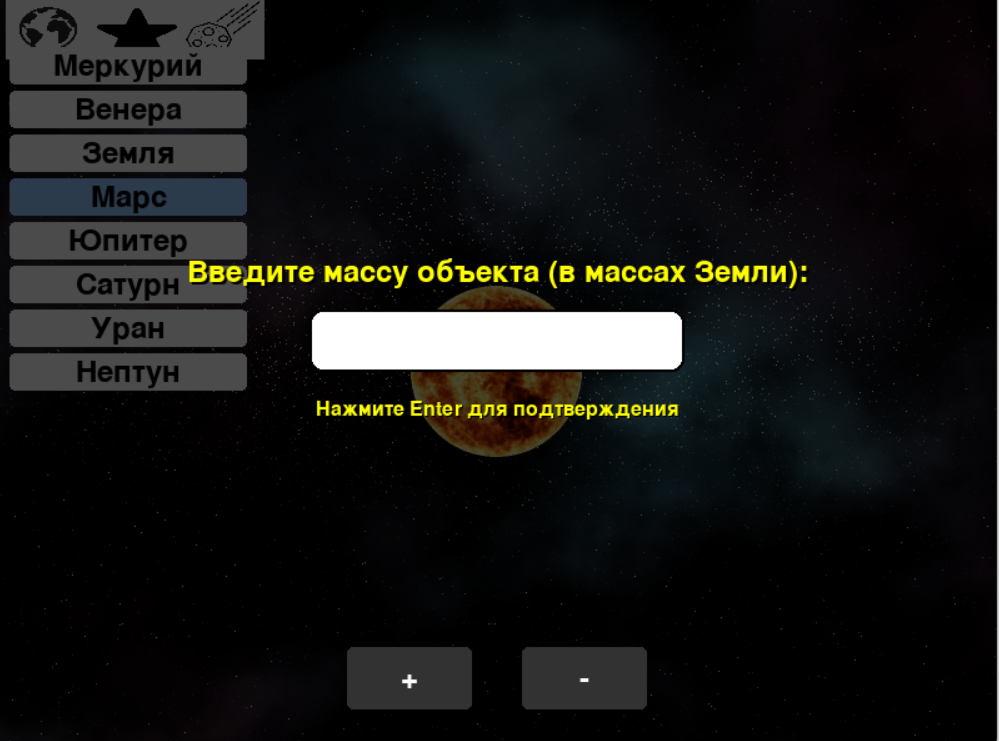 Меркурий
Венера
Земля
Марс
Юпитер
Сатурн
Уран
Нептун
Введите массу объекта (в массах Земли):
Нажмите Enter для подтверждения
+
-